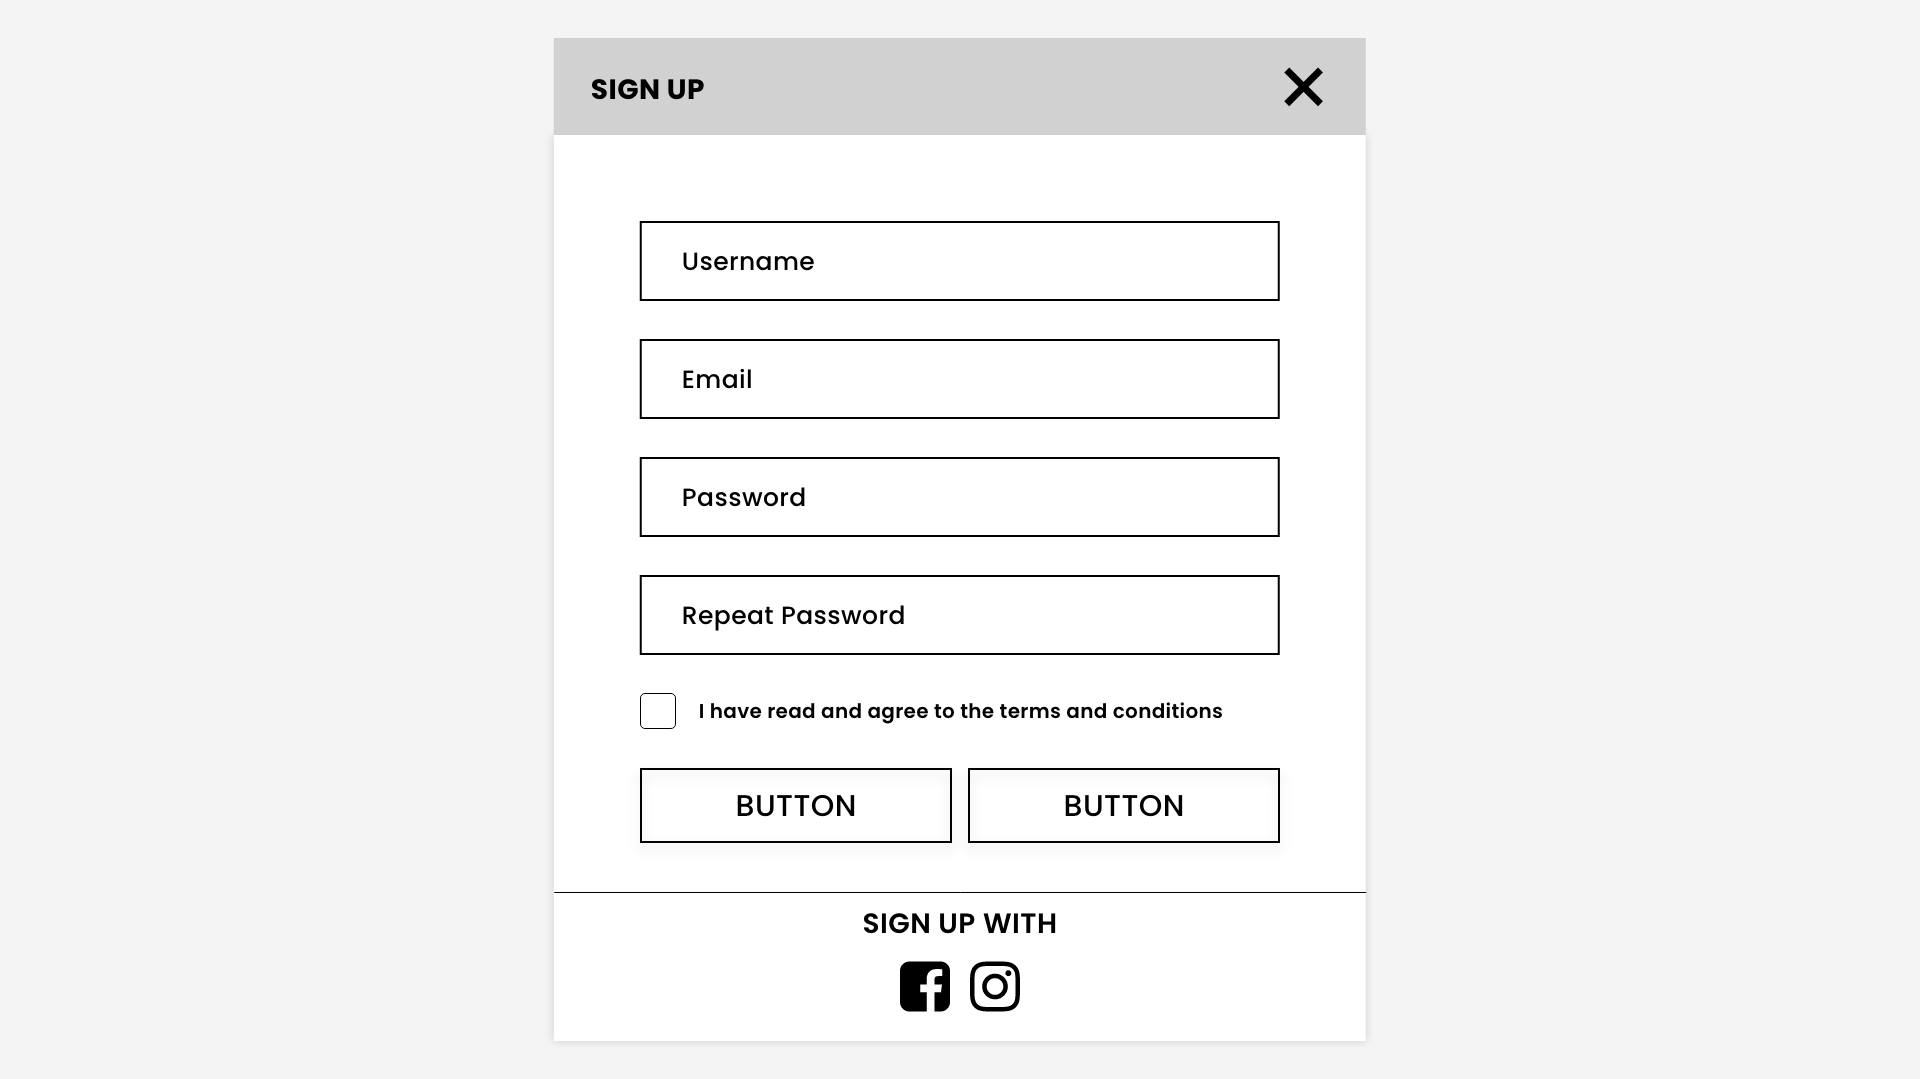 SIGN UP
Username
Email
Password
Repeat Password
I have read and agree to the terms and conditions
BUTTON BUTTON
SIGN UP WITH